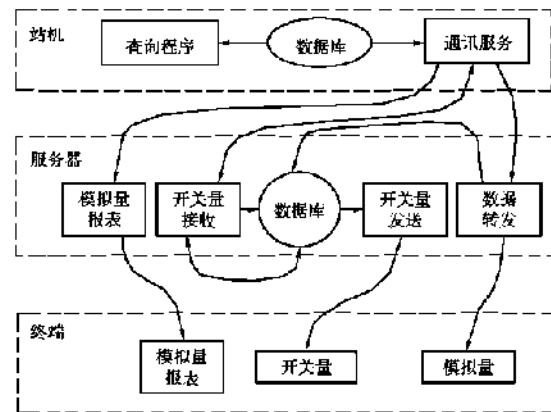 站机
查询程序
数据库
通讯服务
服务器
模拟量
报表
开关量
接收
数据库
开关量
发送
数据
转发
终端
模拟量
报表
开关量
模拟量